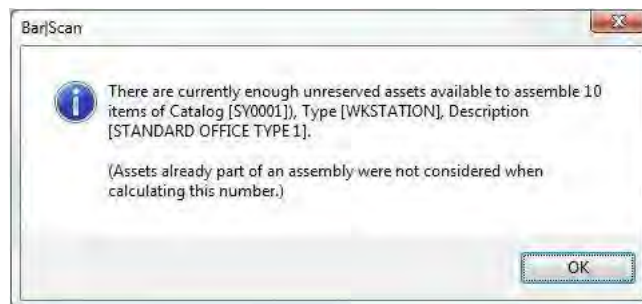 Bar|Scan
There are currently enough unreserved assets available to assemble 10
items of Catalog [SY0001]), Type [WKSTATION], Description
[STANDARD OFFICE TYPE 1].
(Assets already part of an assembly were not considered when
calculating this number.)
OK